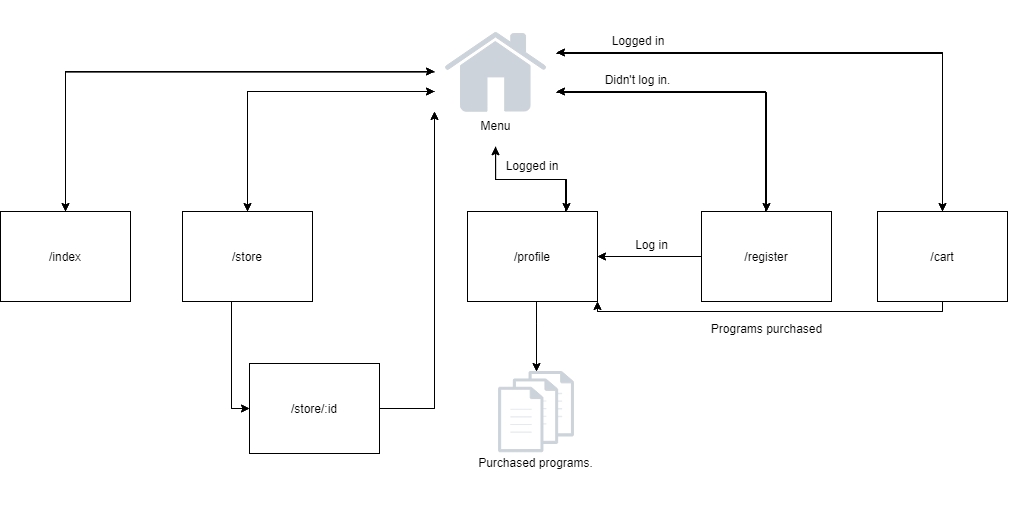 Logged in
Didn't log in.
Menu
Logged in
/index
/store
/profile
Log in
/register
/cart
Programs purchased
/store/:id
Purchased programs.